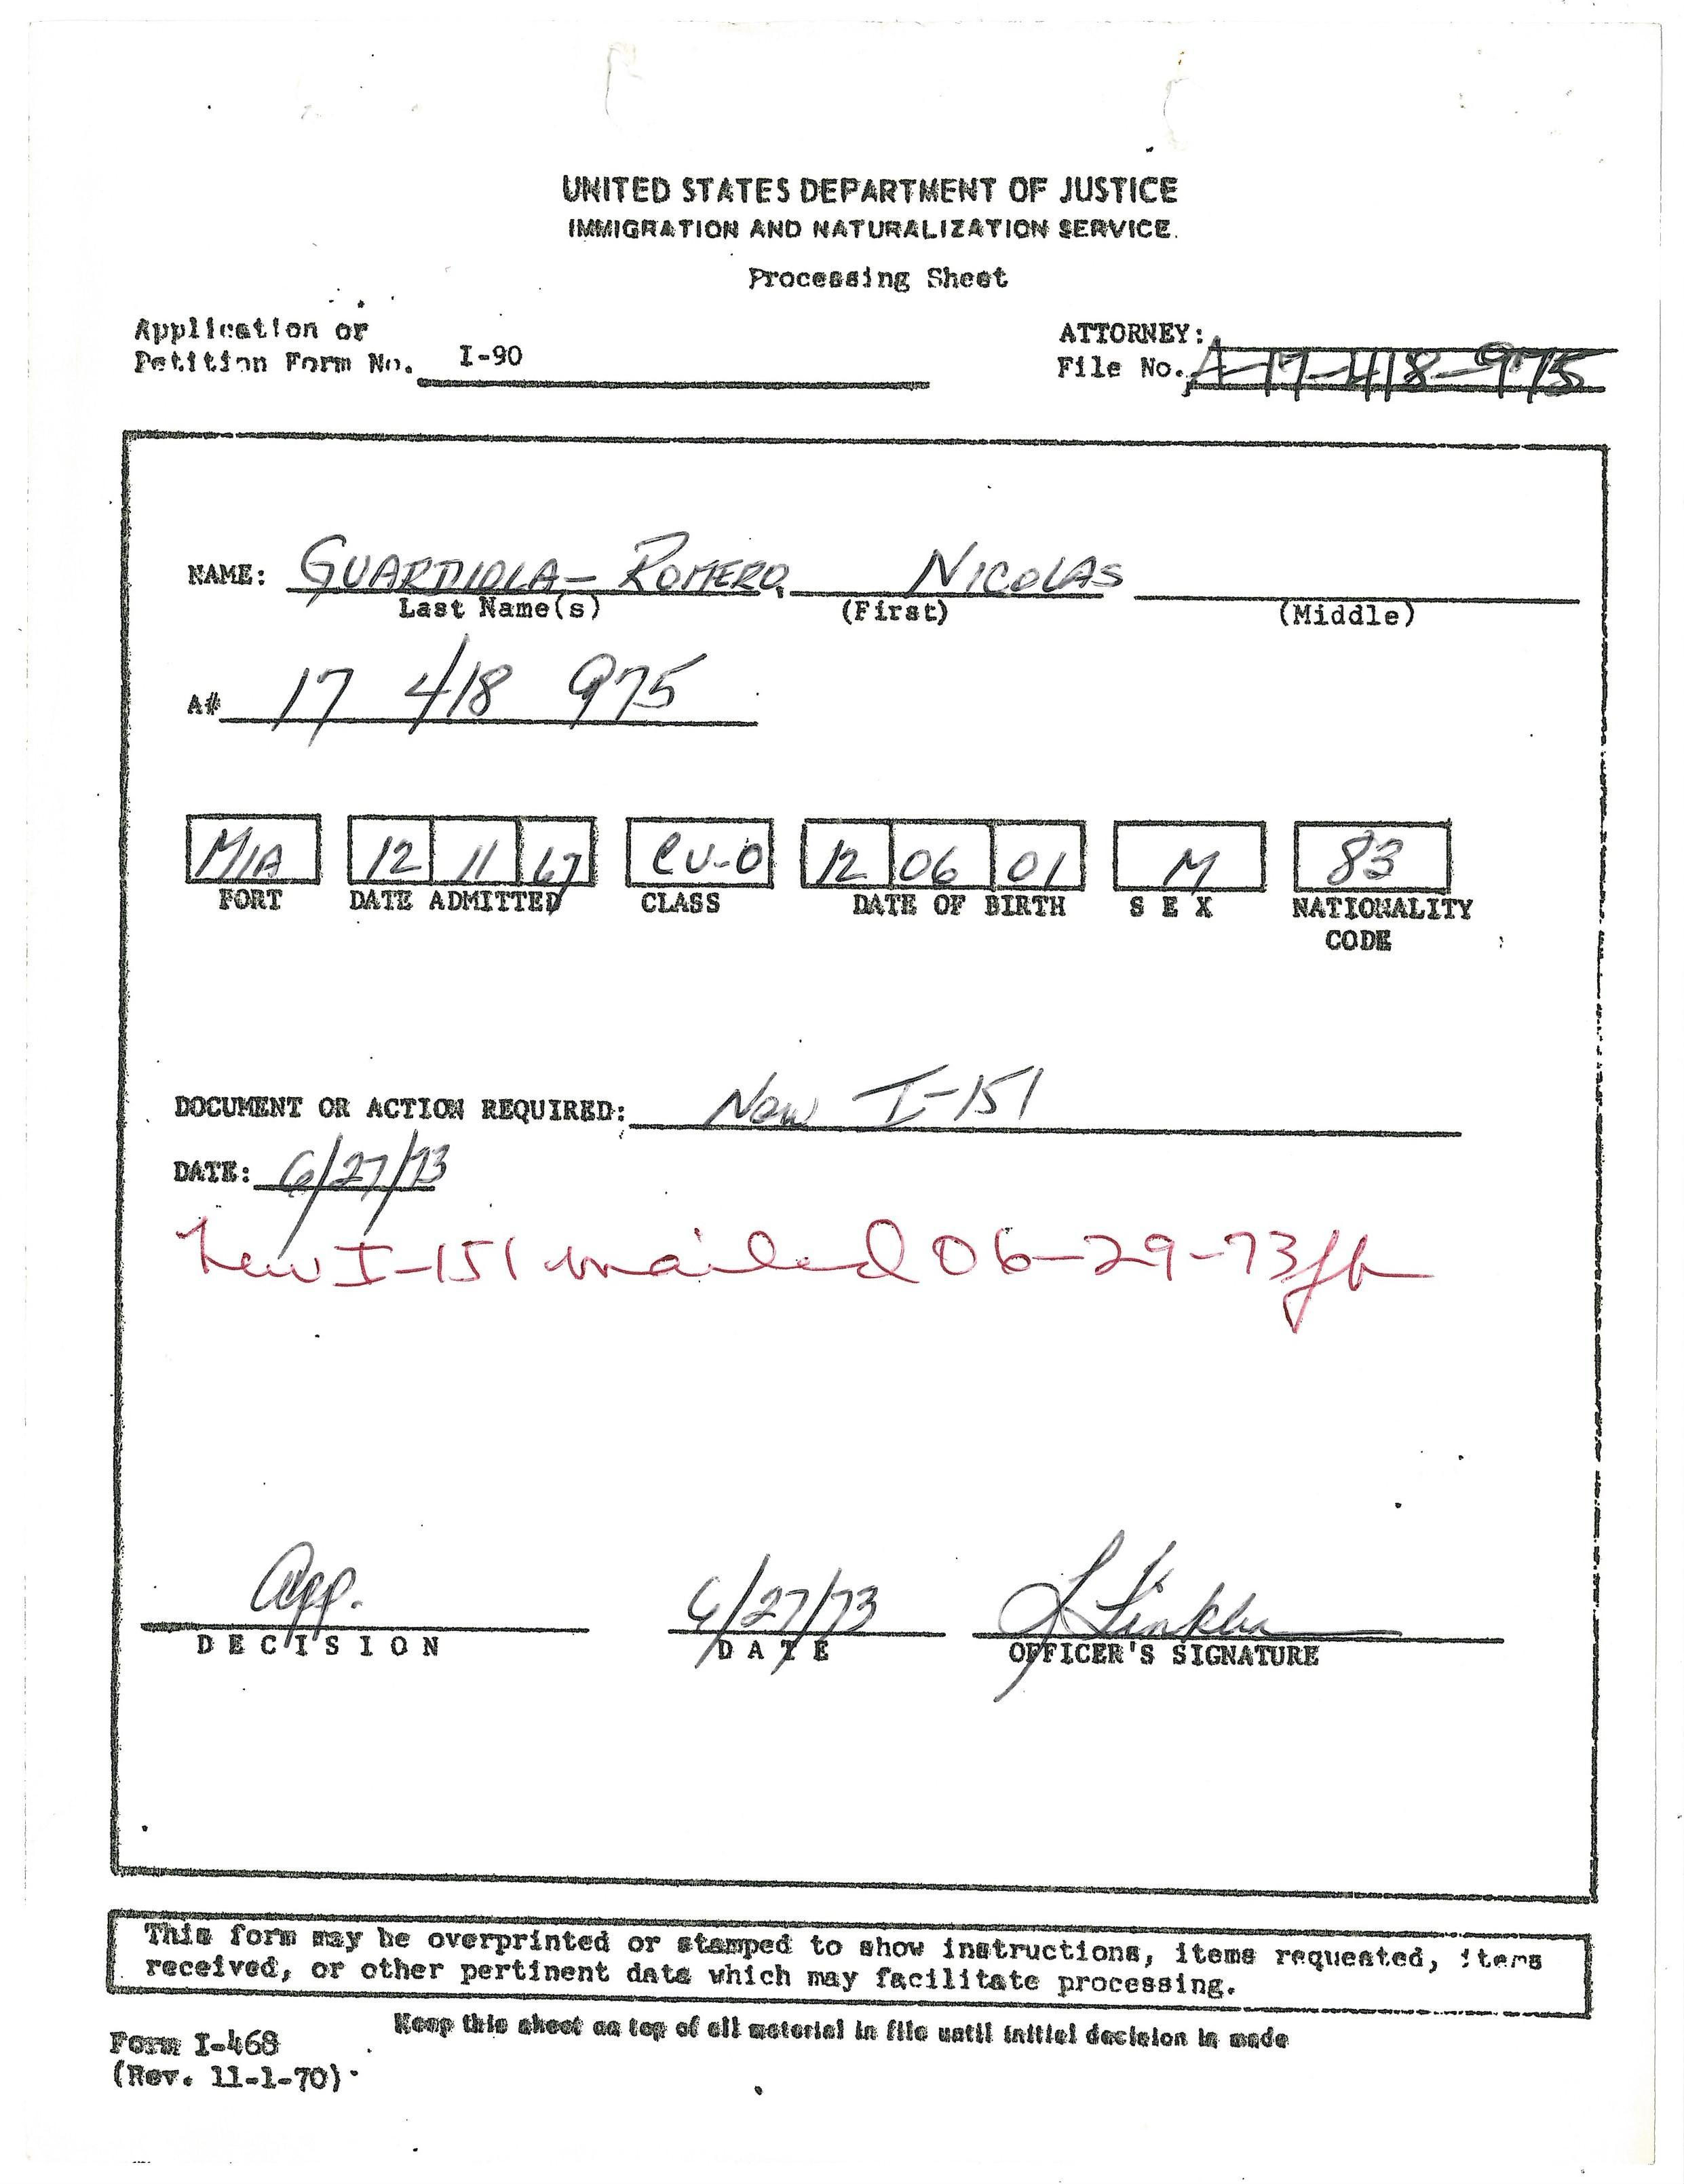 UNITED STATES DEPARTMENT OF JUSTICE
IMMIGRATION AND NATURALIZATION SERVICE
Processing Sheet
Application or
Petition Form No. I-90
ATTORNEY:
File No. A-17-418-975
NAME: GUARDIOLA-ROMERO NICOLAS
Last Name(s) (First) (Middle)
A# 17 418 975
MIA 12 11 67 CU-0 12 06 01 M 83
PORT DATE ADMITTED CLASS DATE OF BIRTH SEX NATIONALITY
CODE
DOCUMENT OR ACTION REQUIRED: New I-151
DATE: 6/27/73
New I-151 mailed 06-29-73
App. 6/27/73
DECISION DATE OFFICER'S SIGNATURE
This form may be overprinted or stamped to show instructions, items requested, items
received, or other pertinent data which may facilitate processing.
Keep this sheet on top of all material in file until initial decision is made
Form I-468
(Rev. 11-1-70)